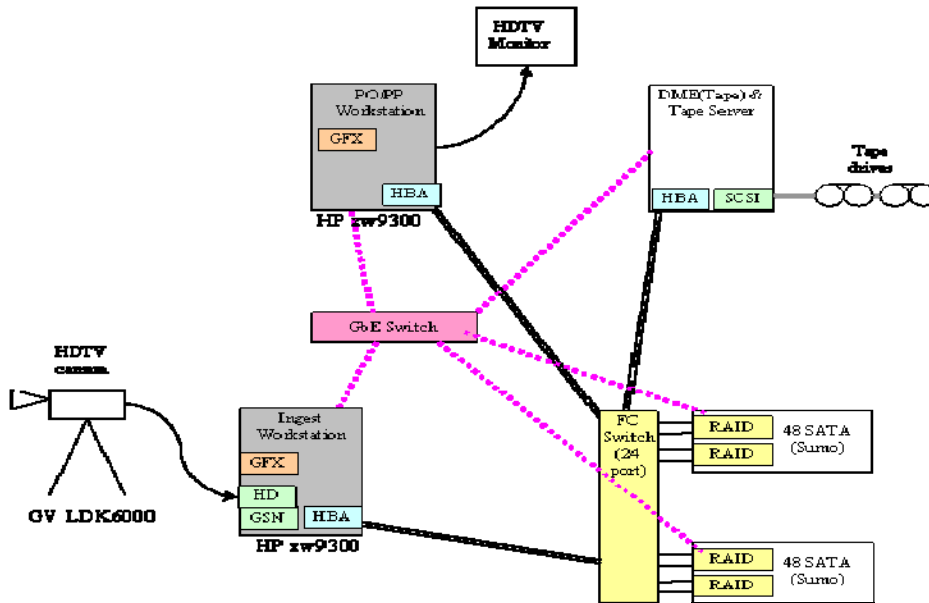 HDTV
Monitor
PO/PP
Workstation
GFX
HBA
HP xw9300
DME(Tape) &
Tape Server
HBA
SCSI
Tape
drives
GbE Switch
HDTV
camera
GV LDK6000
Ingest
Workstation
GFX
HD
GSN
HBA
HP xw9300
FC
Switch
(24
port)
RAID
RAID
48 SATA
(Sumo)
RAID
RAID
48 SATA
(Sumo)